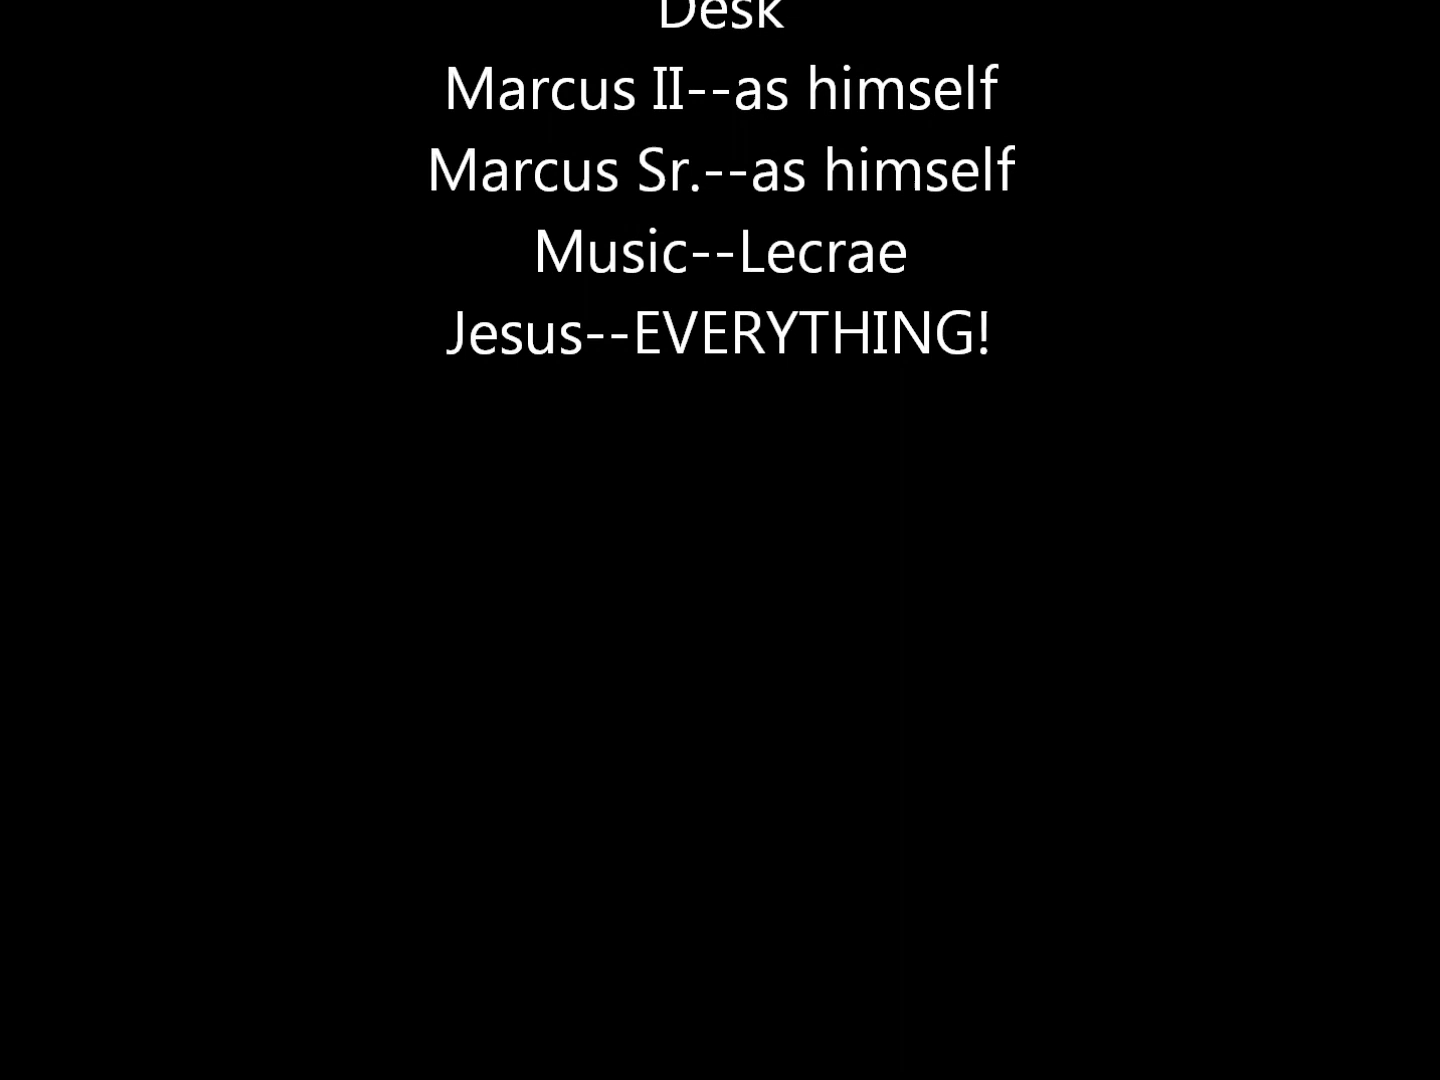 Desk
Marcus II--as himself
Marcus Sr.--as himself
Music--Lecrae
Jesus--EVERYTHING!